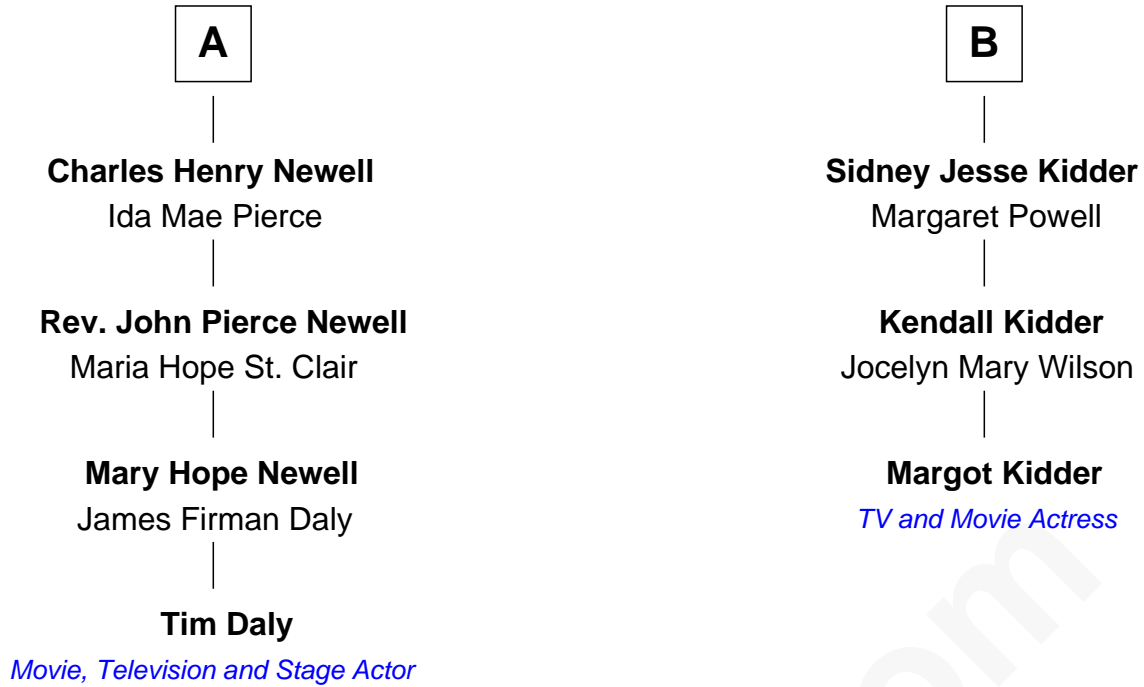 A
Charles Henry Newell
Ida Mae Pierce
Rev. John Pierce Newell
Maria Hope St. Clair
Mary Hope Newell
James Firman Daly
Tim Daly
Movie, Television and Stage Actor
B
Sidney Jesse Kidder
Margaret Powell
Kendall Kidder
Jocelyn Mary Wilson
Margot Kidder
TV and Movie Actress
om